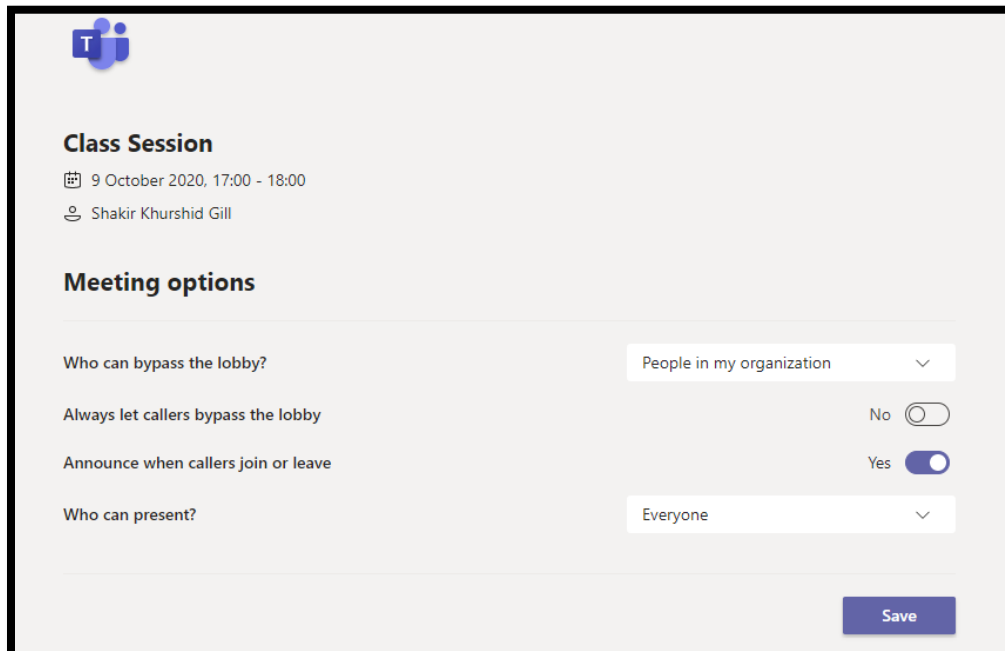 T
Class Session
9 October 2020, 17:00 - 18:00
Shakir Khurshid Gill
Meeting options
Who can bypass the lobby? People in my organization
Always let callers bypass the lobby No
Announce when callers join or leave Yes
Who can present? Everyone
Save